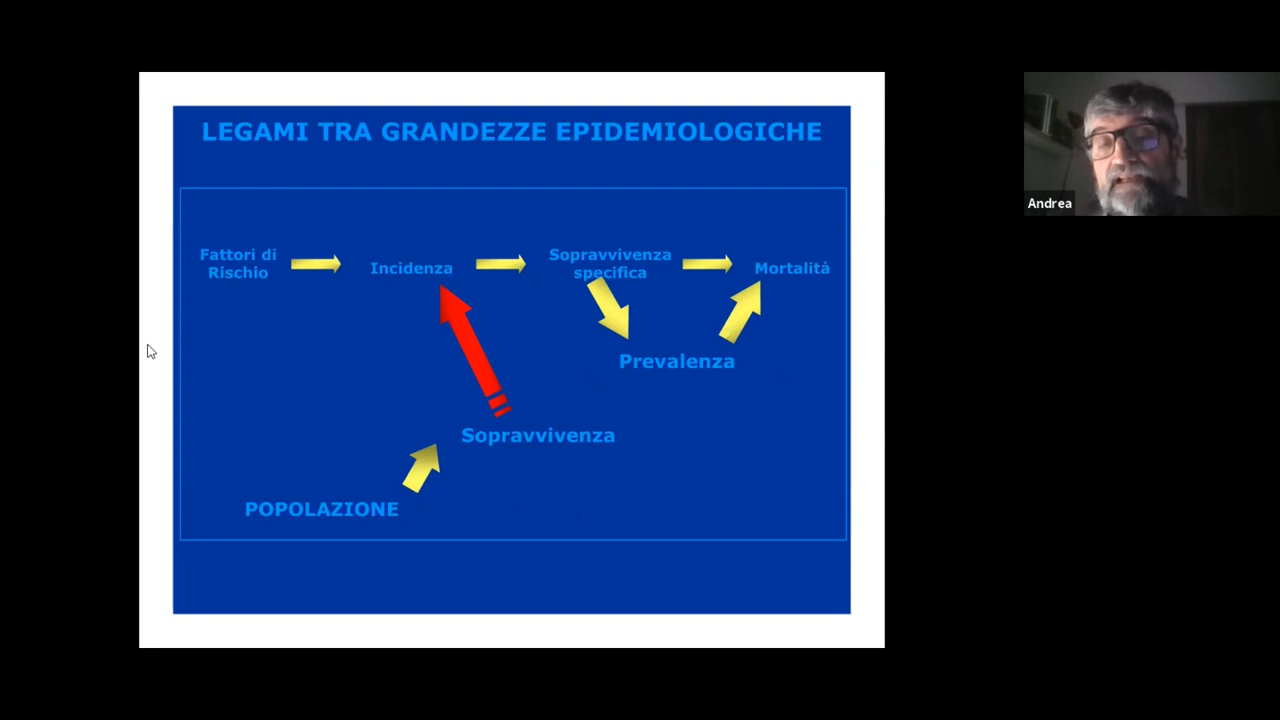 LEGAMI TRA GRANDEZZE EPIDEMIOLOGICHE
Fattori di
Rischio
Incidenza
Sopravvivenza
specifica
Mortalità
Prevalenza
Sopravvivenza
POPOLAZIONE
Andrea